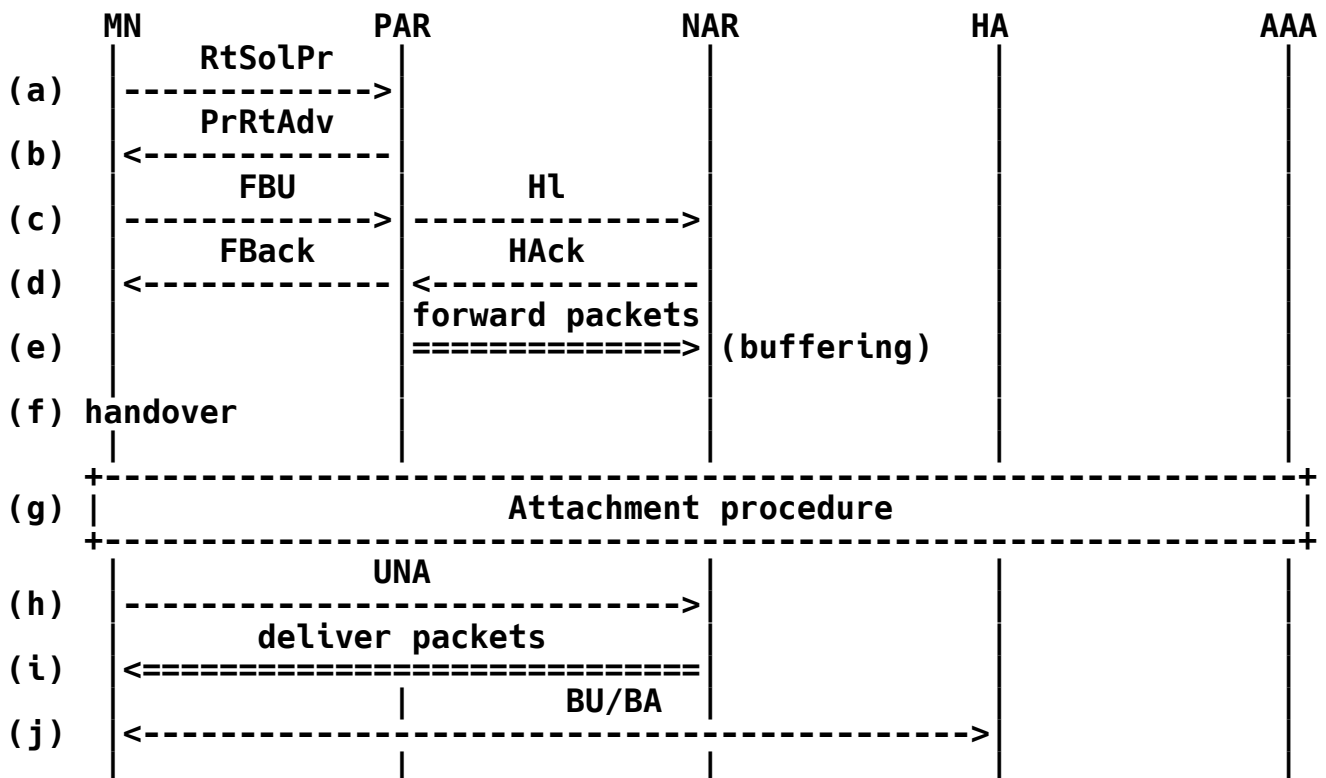 MN PAR NAR HA AAA
RtSolPr
(a) ------------->
PrRtAdv
(b) <-------------
FBU Hl
(c) -------------> -------------->
FBack HAck
(d) <------------- <--------------
forward packets
(e) ==============> (buffering)
(f) handover
(g) Attachment procedure
UNA
(h) ----------------------------->
deliver packets
(i) <=============================
BU/BA
(j) <-------------------------------------------->